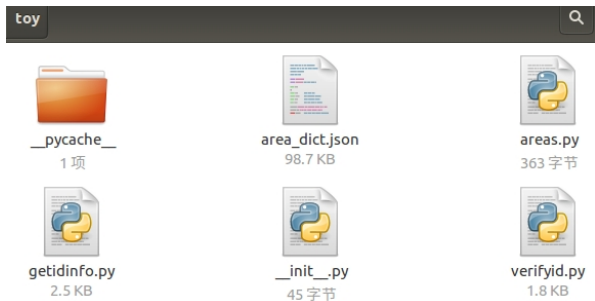 toy
__pycache__
1 项
area_dict.json
98.7 KB
areas.py
363 字节
getidinfo.py
2.5 KB
__init__.py
45 字节
verifyid.py
1.8 KB